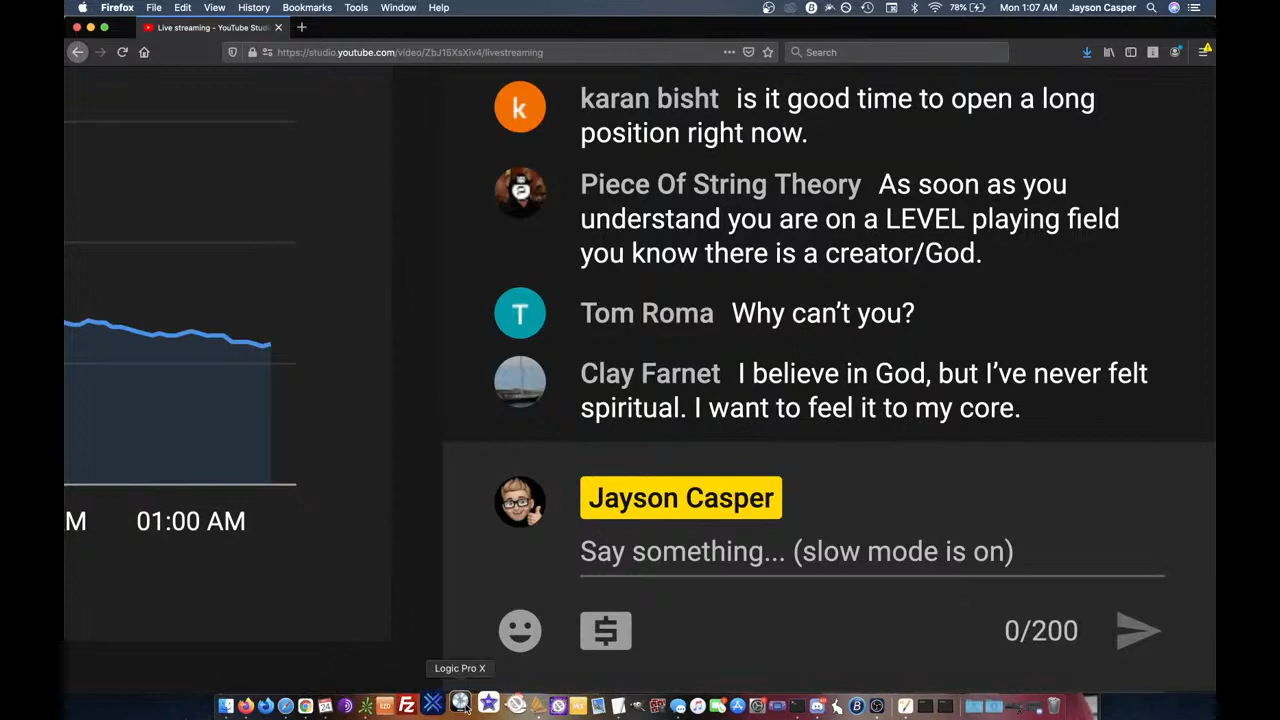 Firefox File Edit View History Bookmarks Tools Window Help 78% Mon 1:07 AM Jayson Casper
Live streaming - YouTube Studi
https://studio.youtube.com/video/ZbJ15XsXiv4/livestreaming Search
karan bisht is it good time to open a long
position right now.
Piece Of String Theory As soon as you
understand you are on a LEVEL playing field
you know there is a creator/God.
Tom Roma Why can't you?
Clay Farnet I believe in God, but I've never felt
spiritual. I want to feel it to my core.
Jayson Casper
Say something... (slow mode is on)
M 01:00 AM
0/200
Logic Pro X